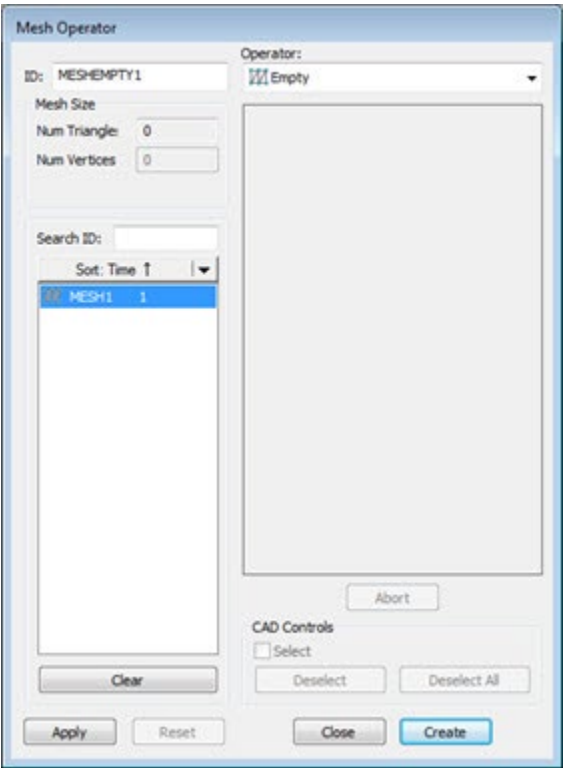 Mesh Operator
Operator:
ID: MESHEMPTY1
Empty
Mesh Size
Num Triangle: 0
Num Vertices 0
Search ID:
Sort: Time ↑
MESH1 1
Abort
CAD Controls
Select
Clear
Deselect Deselect All
Apply Reset Close Create